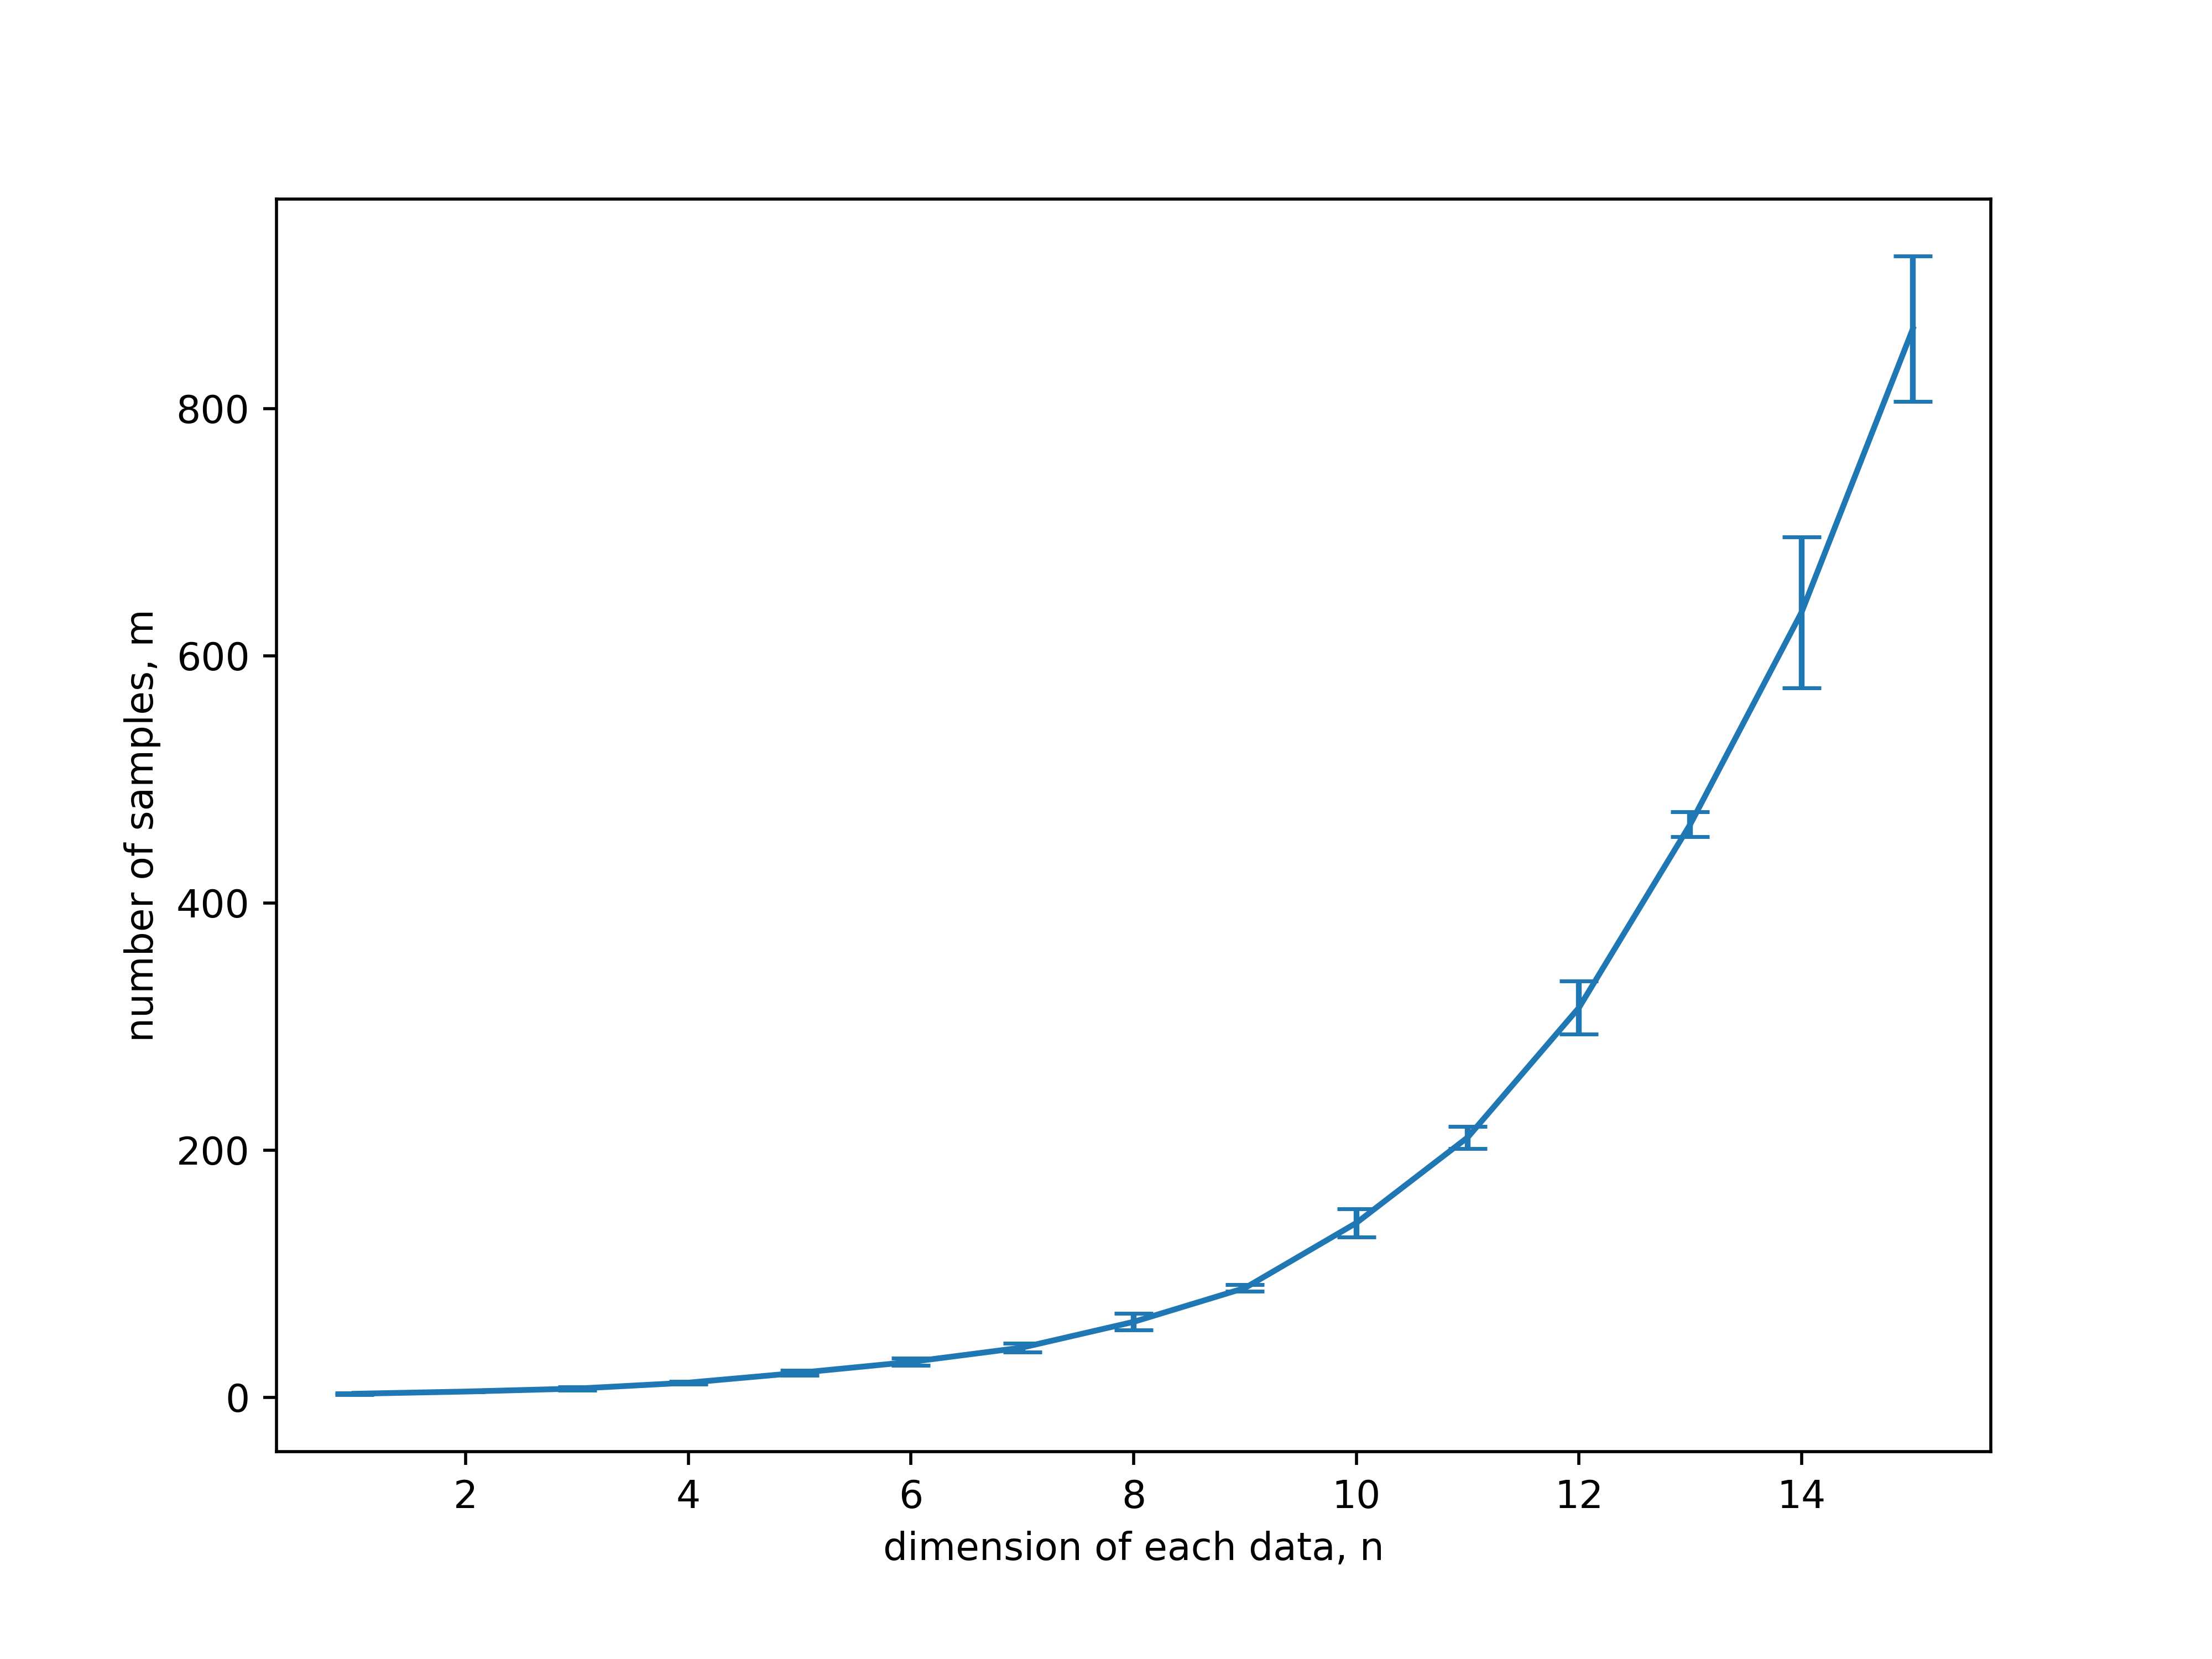 800
600
400
200
0
number of samples, m
2 4 6 8 10 12 14
dimension of each data, n